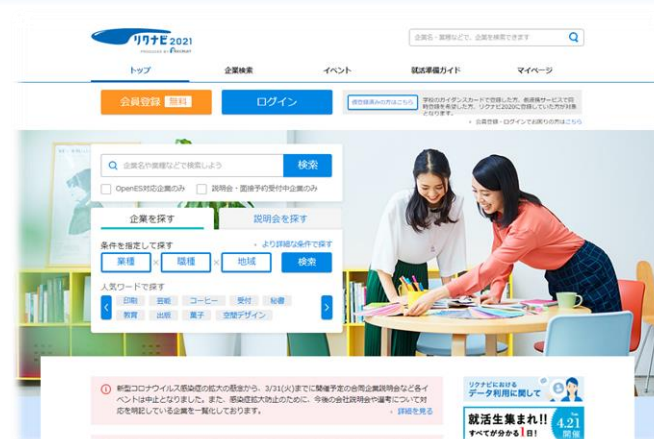 リクナビ2021
PRODUCED BY RECRUIT
企業名・業種などで、企業を検索できます
トップ
企業検索
イベント
就活準備ガイド
マイページ
会員登録 無料
ログイン
仮登録済みの方はこちら
学校のガイダンスカードで登録した方、他連携サービスで同
時登録を希望した方、リクナビ2020に登録していた方が対象
となります。
会員登録・ログインでお困りの方はこちら
企業名や業種などで検索しよう
検索
OpenES対応企業のみ
説明会・面接予約受付中企業のみ
企業を探す
説明会を探す
条件を指定して探す
より詳細な条件で探す
業種 × 職種 × 地域
検索
人気ワードで探す
印刷 芸能 コーヒー 受付 秘書
教育 出版 菓子 空間デザイン
新型コロナウイルス感染症の拡大の懸念から、3/31(火)までに開催予定の合同企業説明会など各イ
ベントは中止となりました。また、感染症拡大防止のために、今後の会社説明会や選考について対
応を明記している企業を一覧化しております。
詳細を見る
リクナビにおける
データ利用に関して
就活生集まれ!!
すべてが分かる1日!
4.21
開催